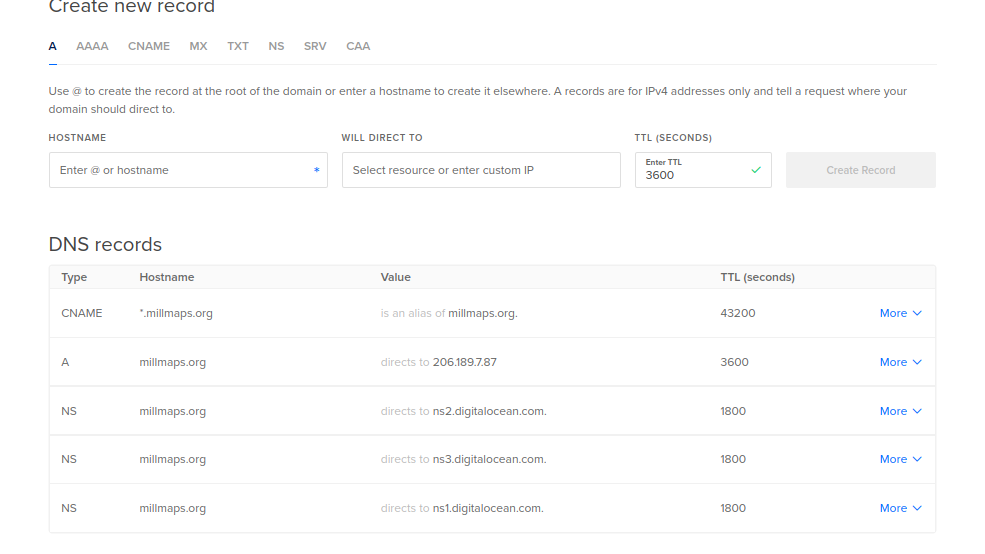 Create new record
A AAAA CNAME MX TXT NS SRV CAA
Use @ to create the record at the root of the domain or enter a hostname to create it elsewhere. A records are for IPv4 addresses only and tell a request where your
domain should direct to.
HOSTNAME WILL DIRECT TO TTL (SECONDS)
Enter @ or hostname * Select resource or enter custom IP Enter TTL
3600
Create Record
DNS records
Type Hostname Value TTL (seconds)
CNAME *.millmaps.org is an alias of millmaps.org. 43200 More
A millmaps.org directs to 206.189.7.87 3600 More
NS millmaps.org directs to ns2.digitalocean.com. 1800 More
NS millmaps.org directs to ns3.digitalocean.com. 1800 More
NS millmaps.org directs to ns1.digitalocean.com. 1800 More